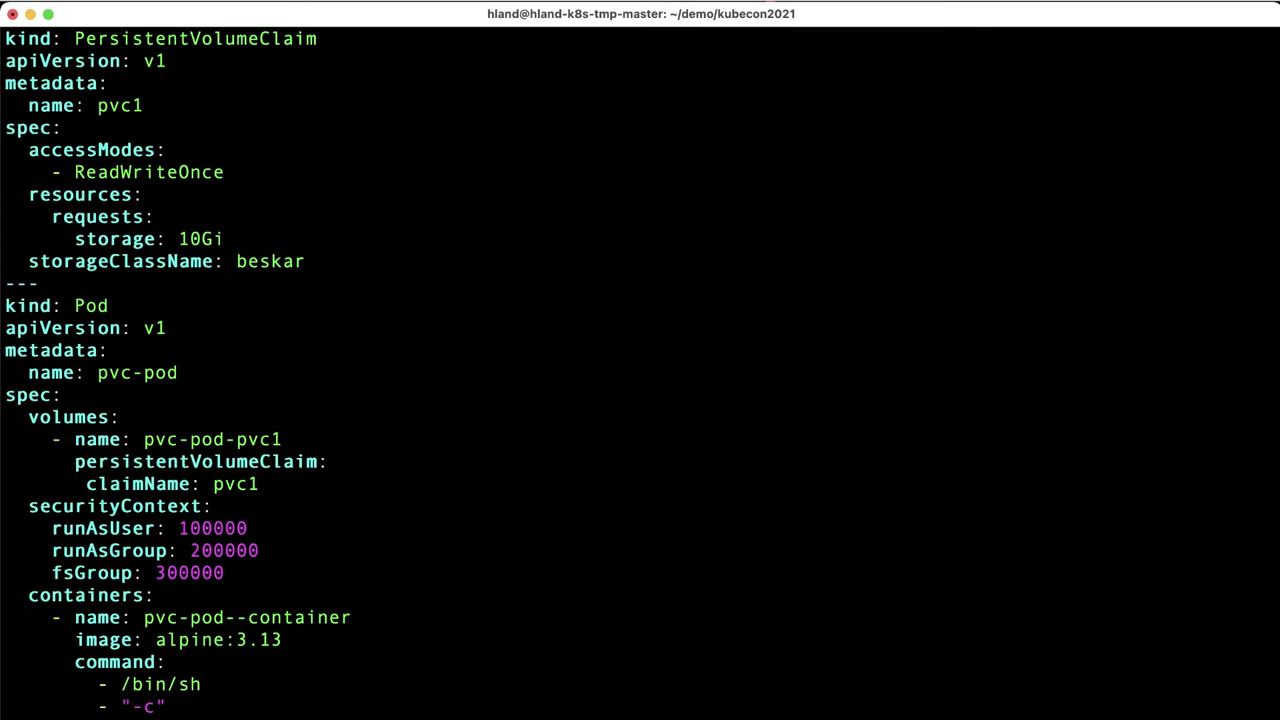 hland@hland-k8s-tmp-master: ~/demo/kubecon2021
kind: PersistentVolumeClaim
apiVersion: v1
metadata:
  name: pvc1
spec:
  accessModes:
    - ReadWriteOnce
  resources:
    requests:
      storage: 10Gi
  storageClassName: beskar
---
kind: Pod
apiVersion: v1
metadata:
  name: pvc-pod
spec:
  volumes:
    - name: pvc-pod-pvc1
      persistentVolumeClaim:
       claimName: pvc1
  securityContext:
    runAsUser: 100000
    runAsGroup: 200000
    fsGroup: 300000
  containers:
    - name: pvc-pod--container
      image: alpine:3.13
      command:
        - /bin/sh
        - "-c"